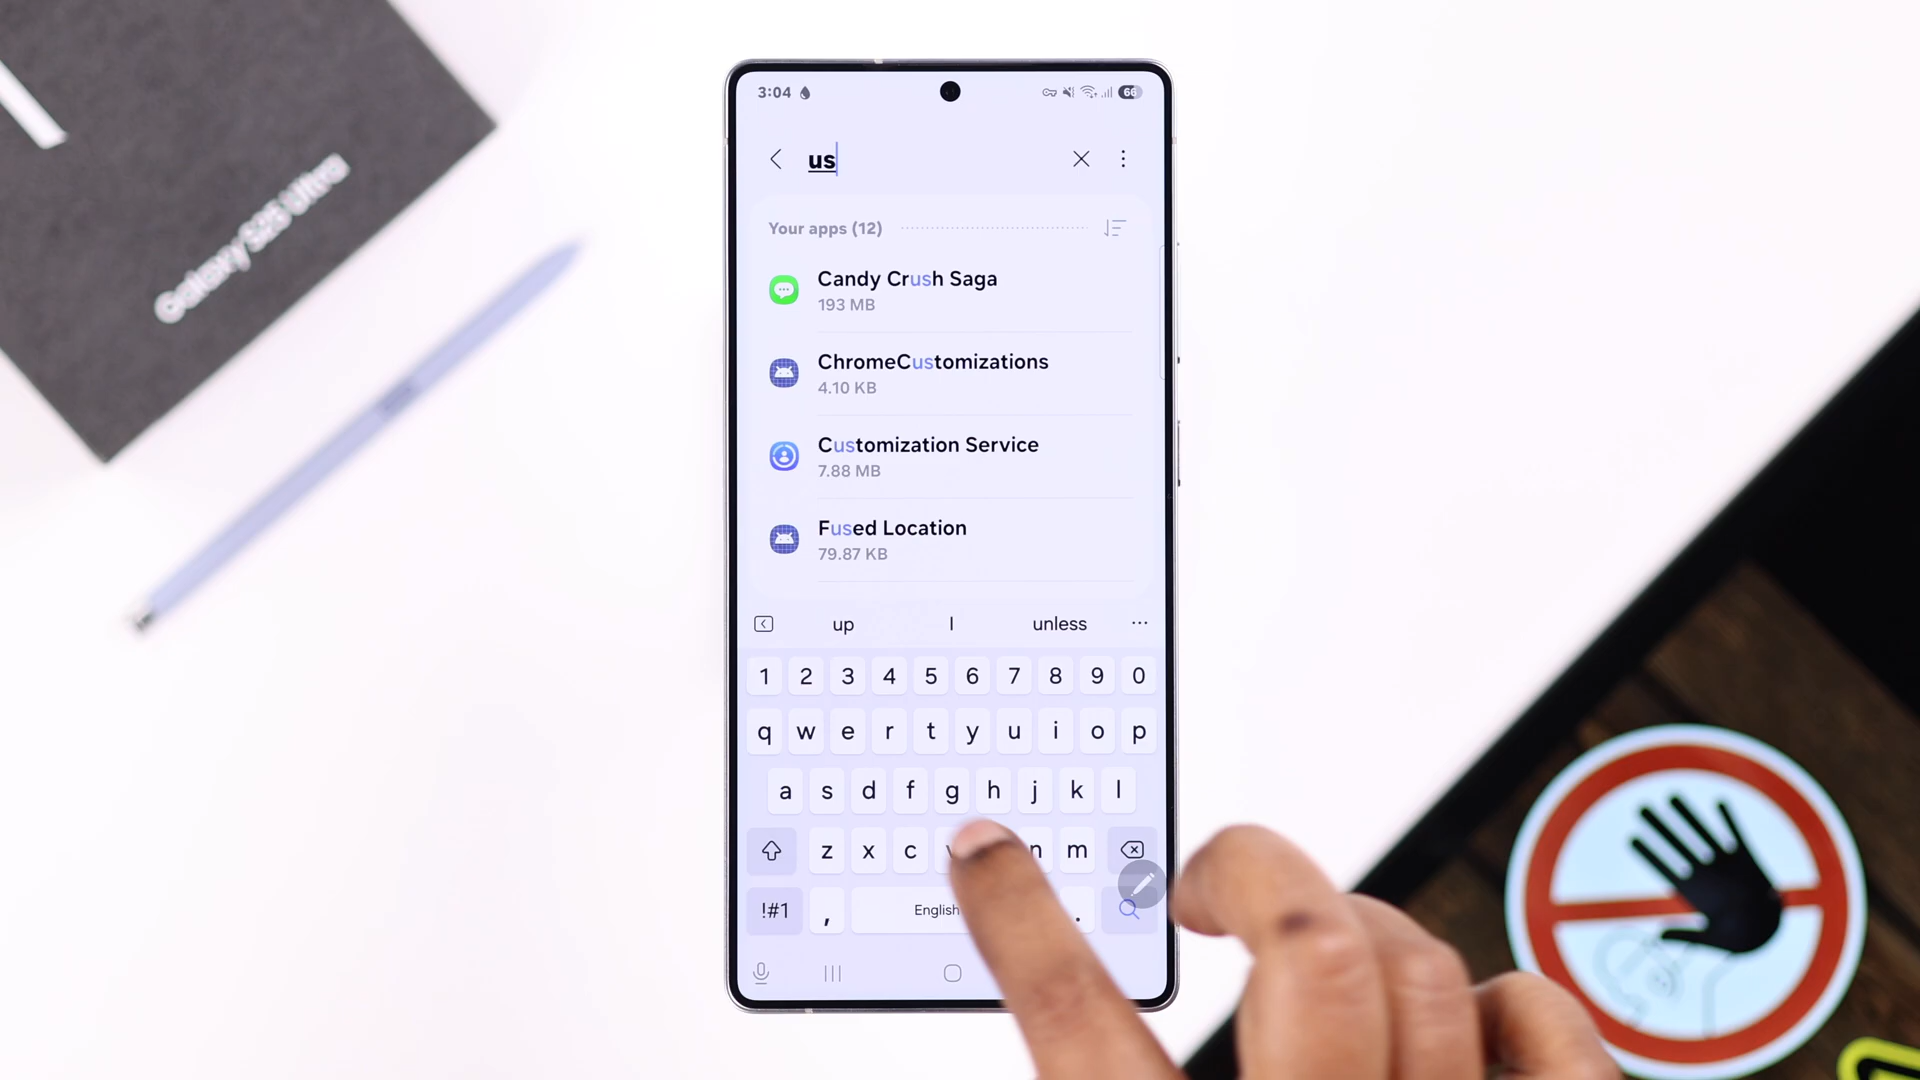 Galaxy S25 Ultra
3:04
66
us
Your apps (12)
Candy Crush Saga
193 MB
ChromeCustomizations
4.10 KB
Customization Service
7.88 MB
Fused Location
79.87 KB
up I unless
1 2 3 4 5 6 7 8 9 0
q w e r t y u i o p
a s d f g h j k l
z x c v n m
!#1 , English .